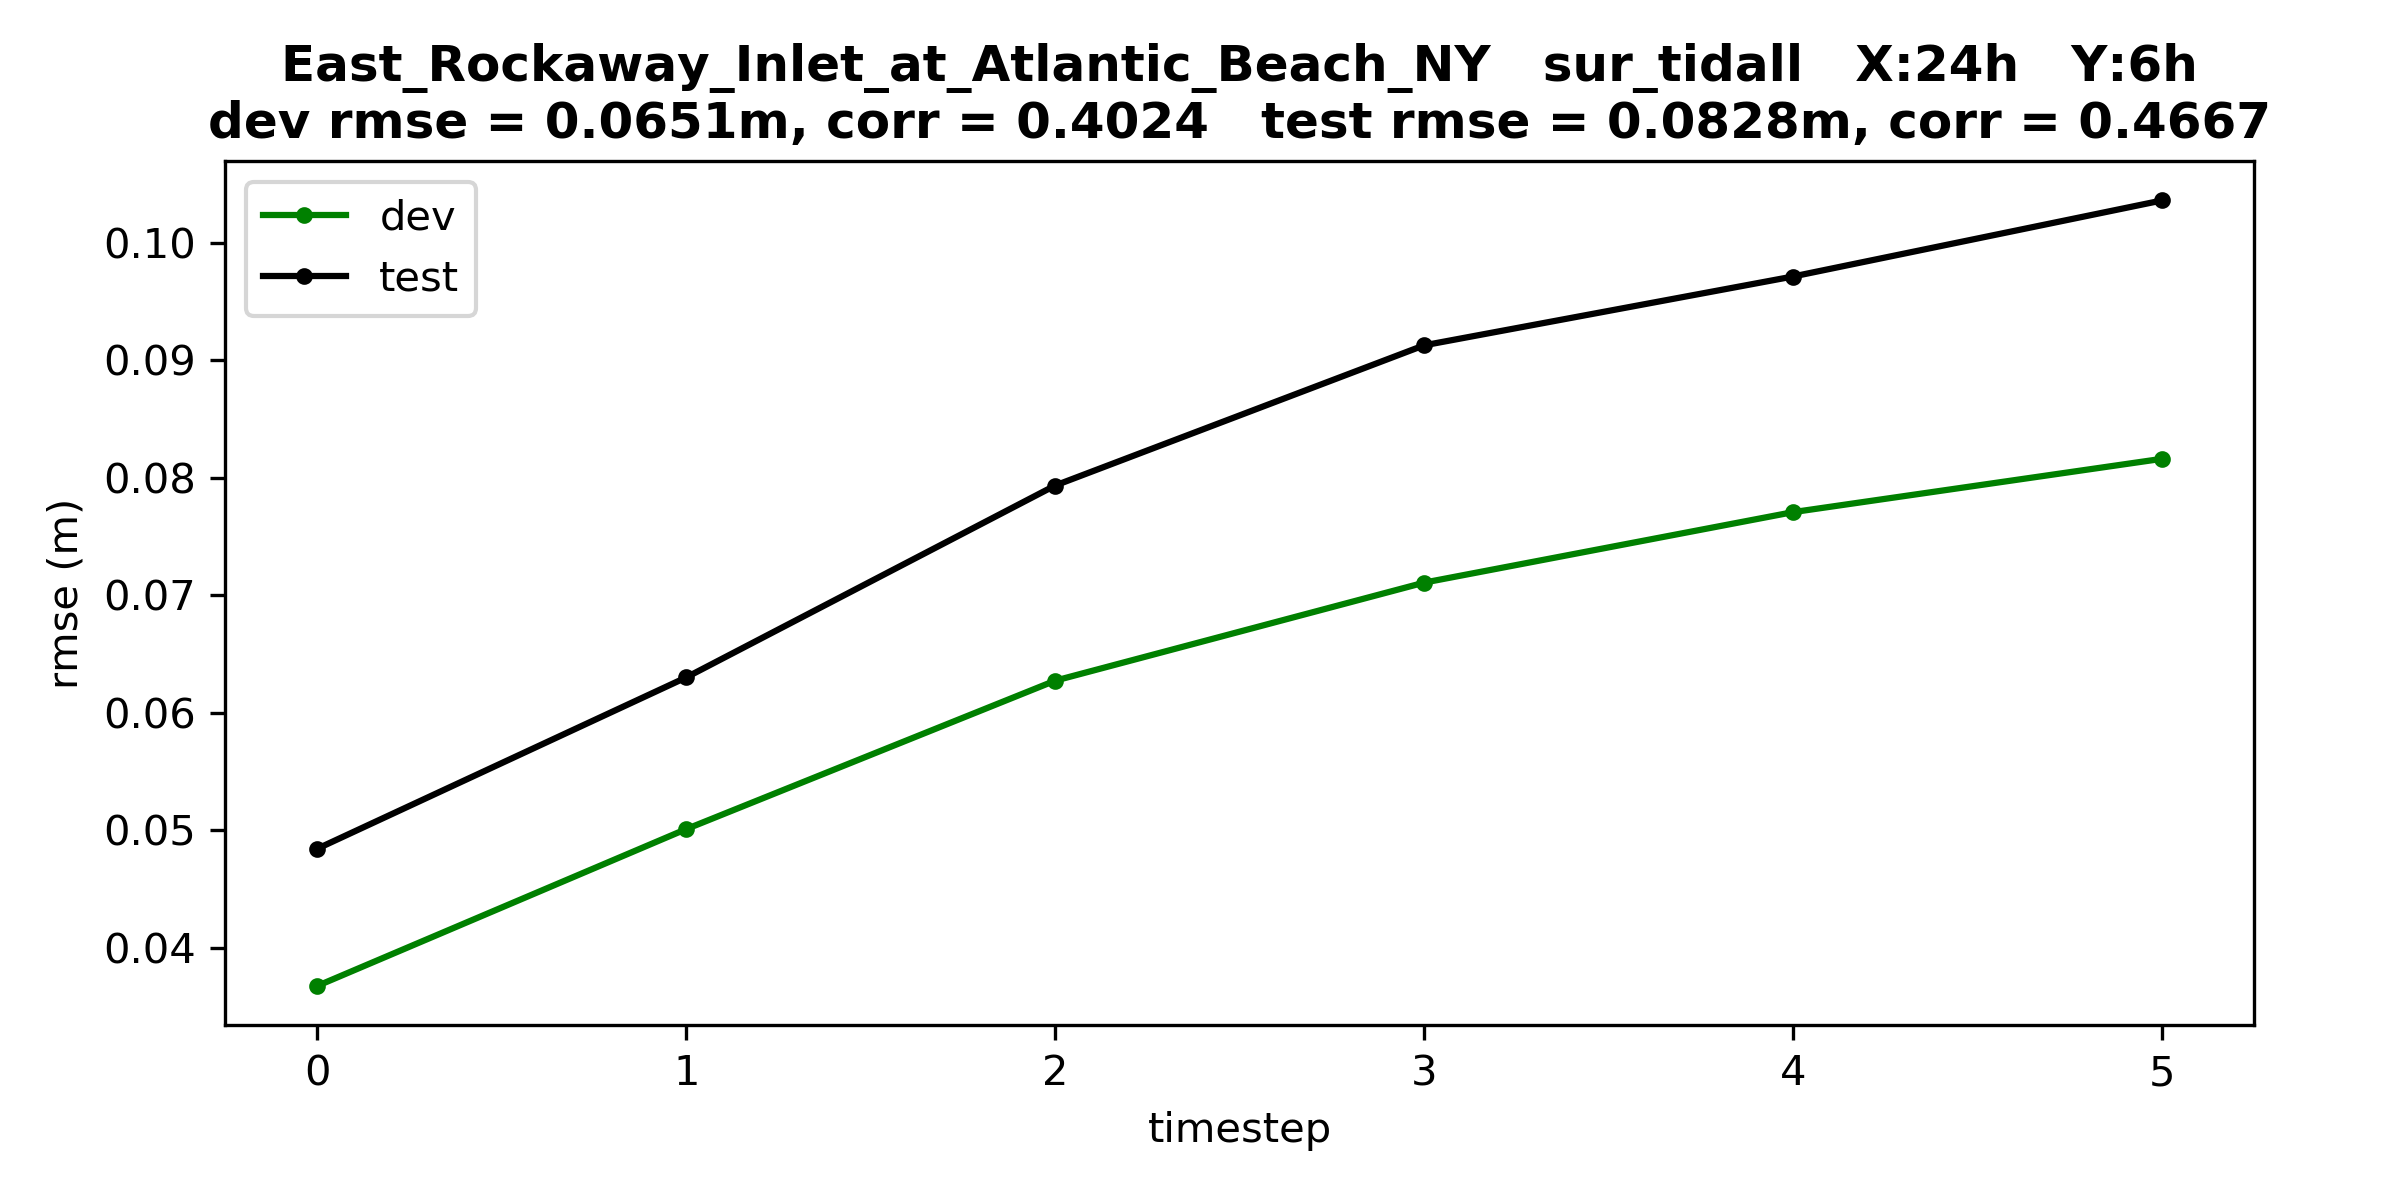 East_Rockaway_Inlet_at_Atlantic_Beach_NY sur_tidall X:24h Y:6h
dev rmse = 0.0651m, corr = 0.4024 test rmse = 0.0828m, corr = 0.4667
dev
test
0.10
0.09
0.08
0.07
0.06
0.05
0.04
rmse (m)
0 1 2 3 4 5
timestep